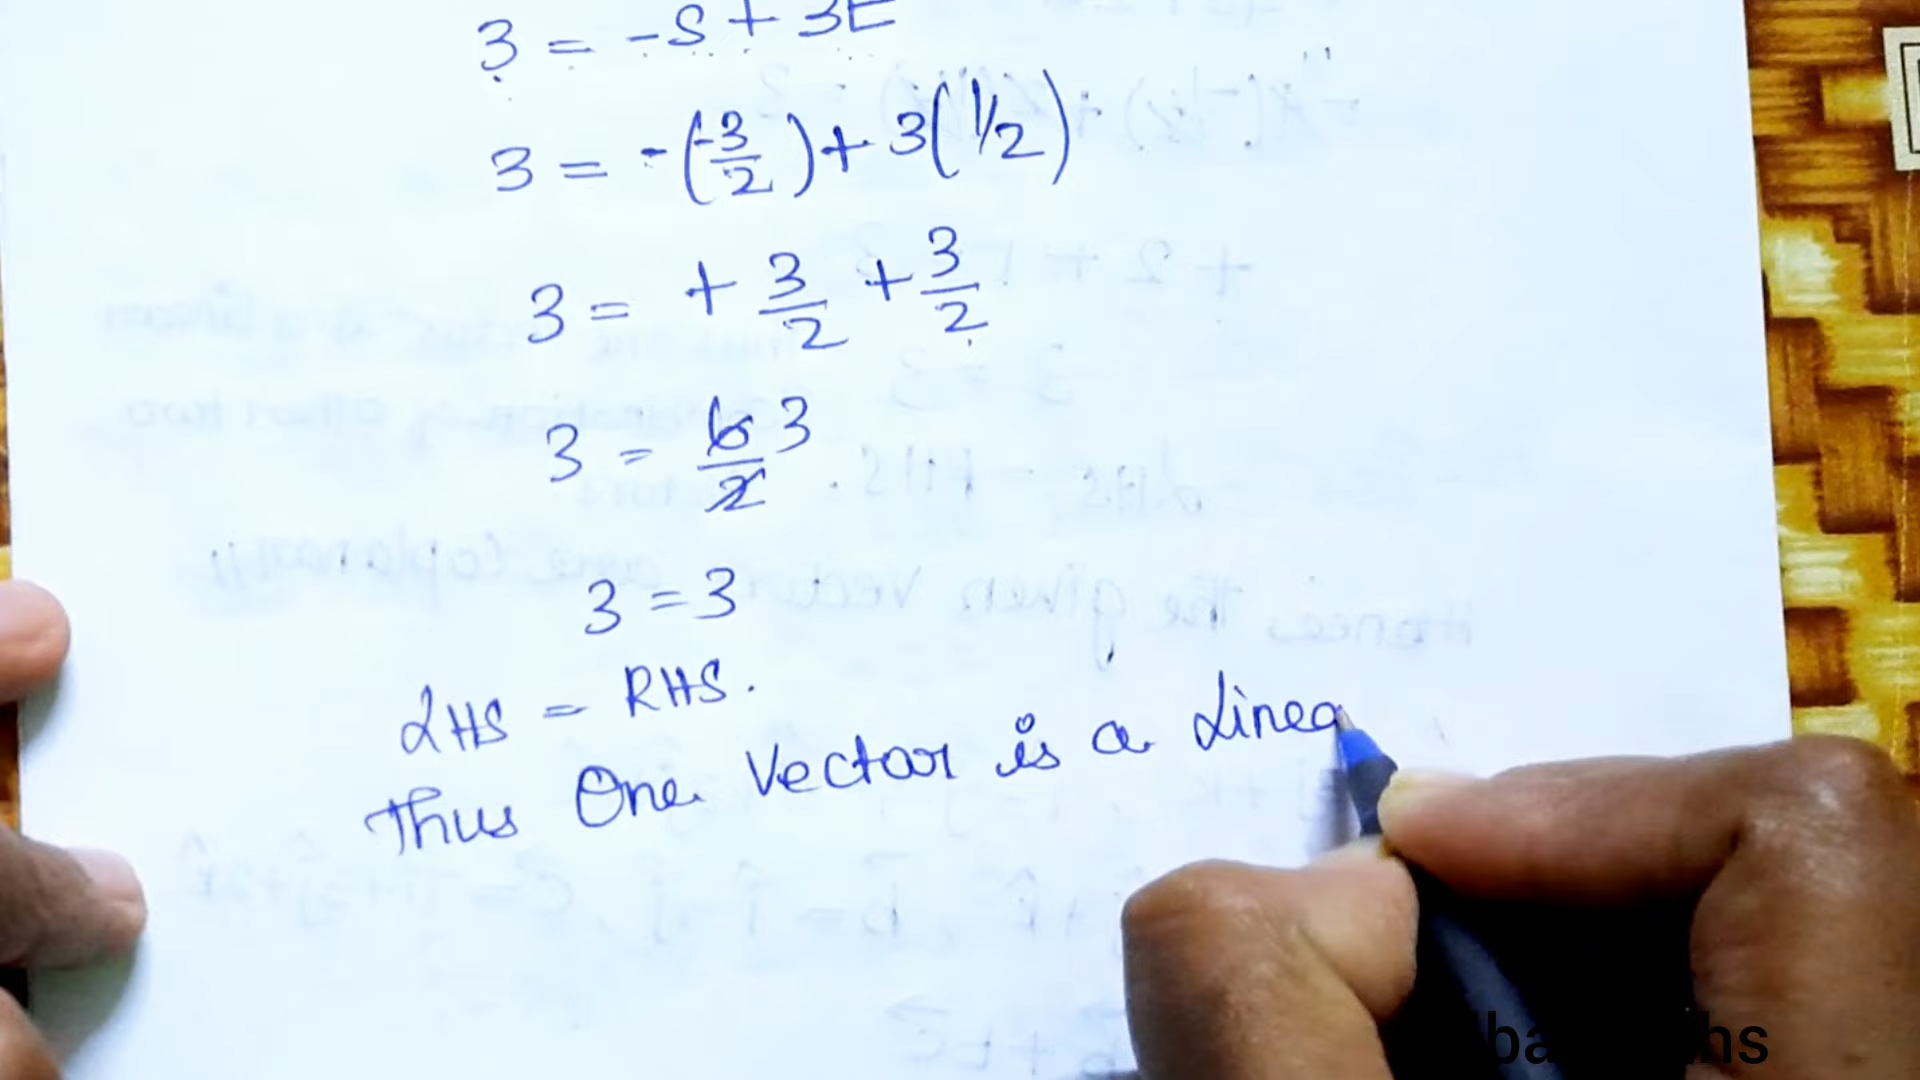 3 = -S + 3t
3 = -(-3/2) + 3(1/2)
3 = + 3/2 + 3/2
3 = 6/2 3
3 = 3
LHS = RHS.
Thus One Vector is a Linea